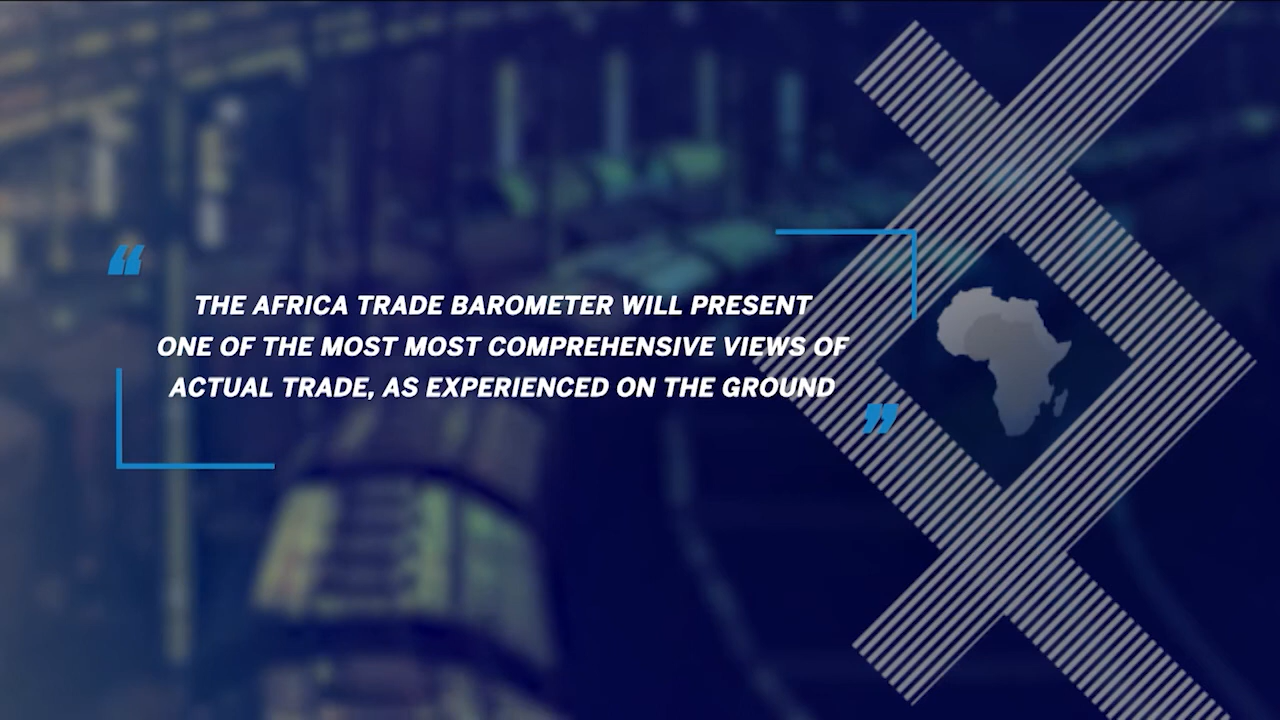 “
THE AFRICA TRADE BAROMETER WILL PRESENT
ONE OF THE MOST MOST COMPREHENSIVE VIEWS OF
ACTUAL TRADE, AS EXPERIENCED ON THE GROUND
”